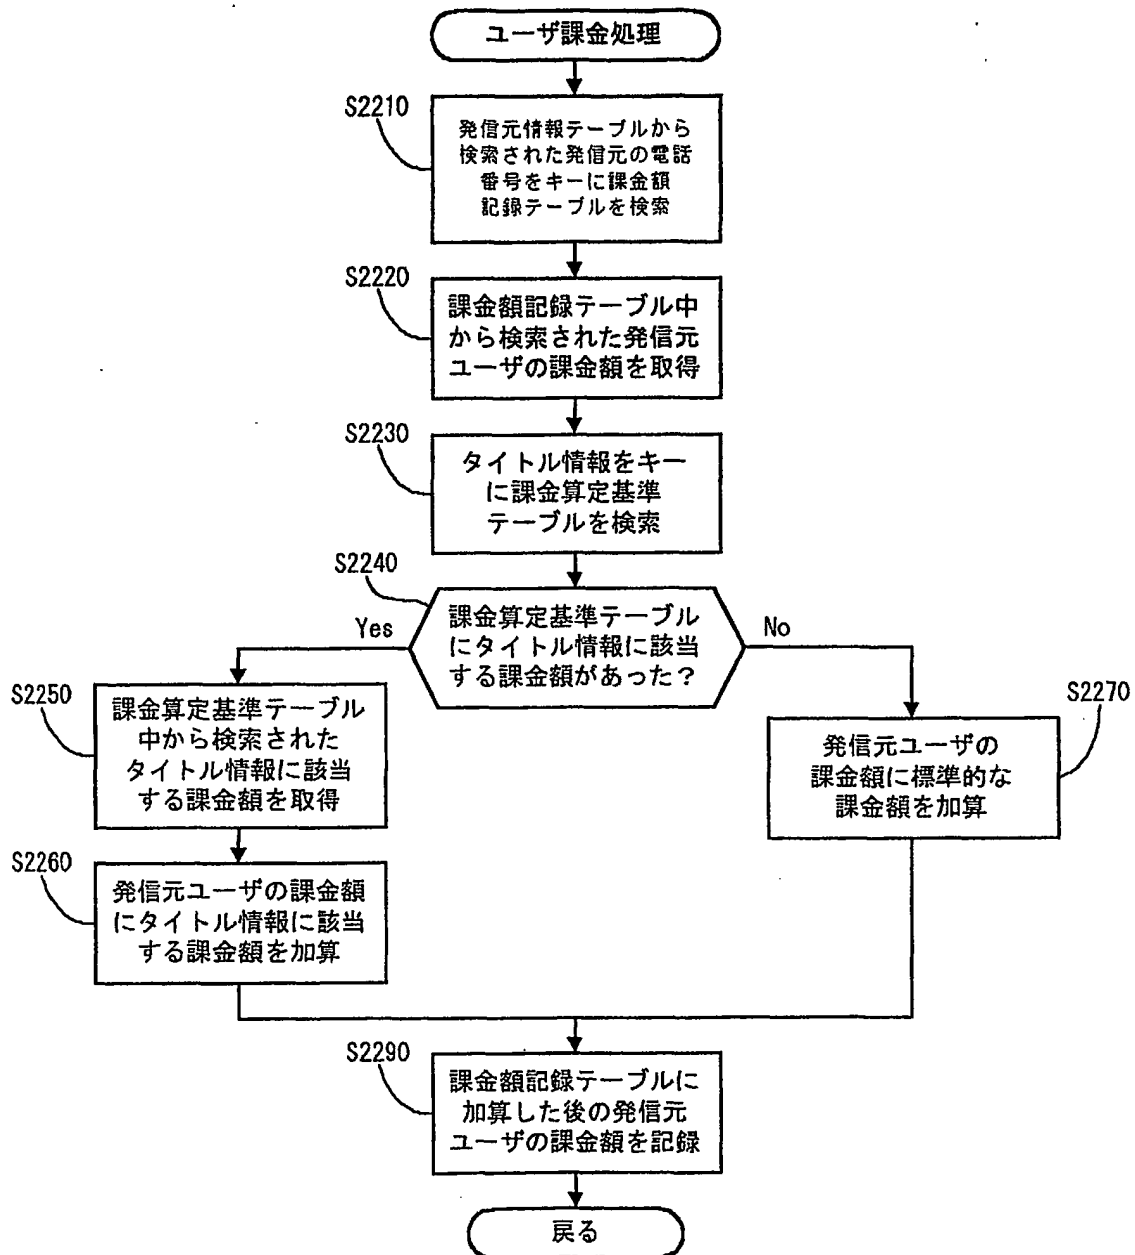 ユーザ課金処理
S2210
発信元情報テーブルから
検索された発信元の電話
番号をキーに課金額
記録テーブルを検索
S2220
課金額記録テーブル中
から検索された発信元
ユーザの課金額を取得
S2230
タイトル情報をキー
に課金算定基準
テーブルを検索
S2240
課金算定基準テーブル
にタイトル情報に該当
する課金額があった？
Yes
No
S2250
課金算定基準テーブル
中から検索された
タイトル情報に該当
する課金額を取得
S2260
発信元ユーザの課金額
にタイトル情報に該当
する課金額を加算
S2270
発信元ユーザの
課金額に標準的な
課金額を加算
S2290
課金額記録テーブルに
加算した後の発信元
ユーザの課金額を記録
戻る